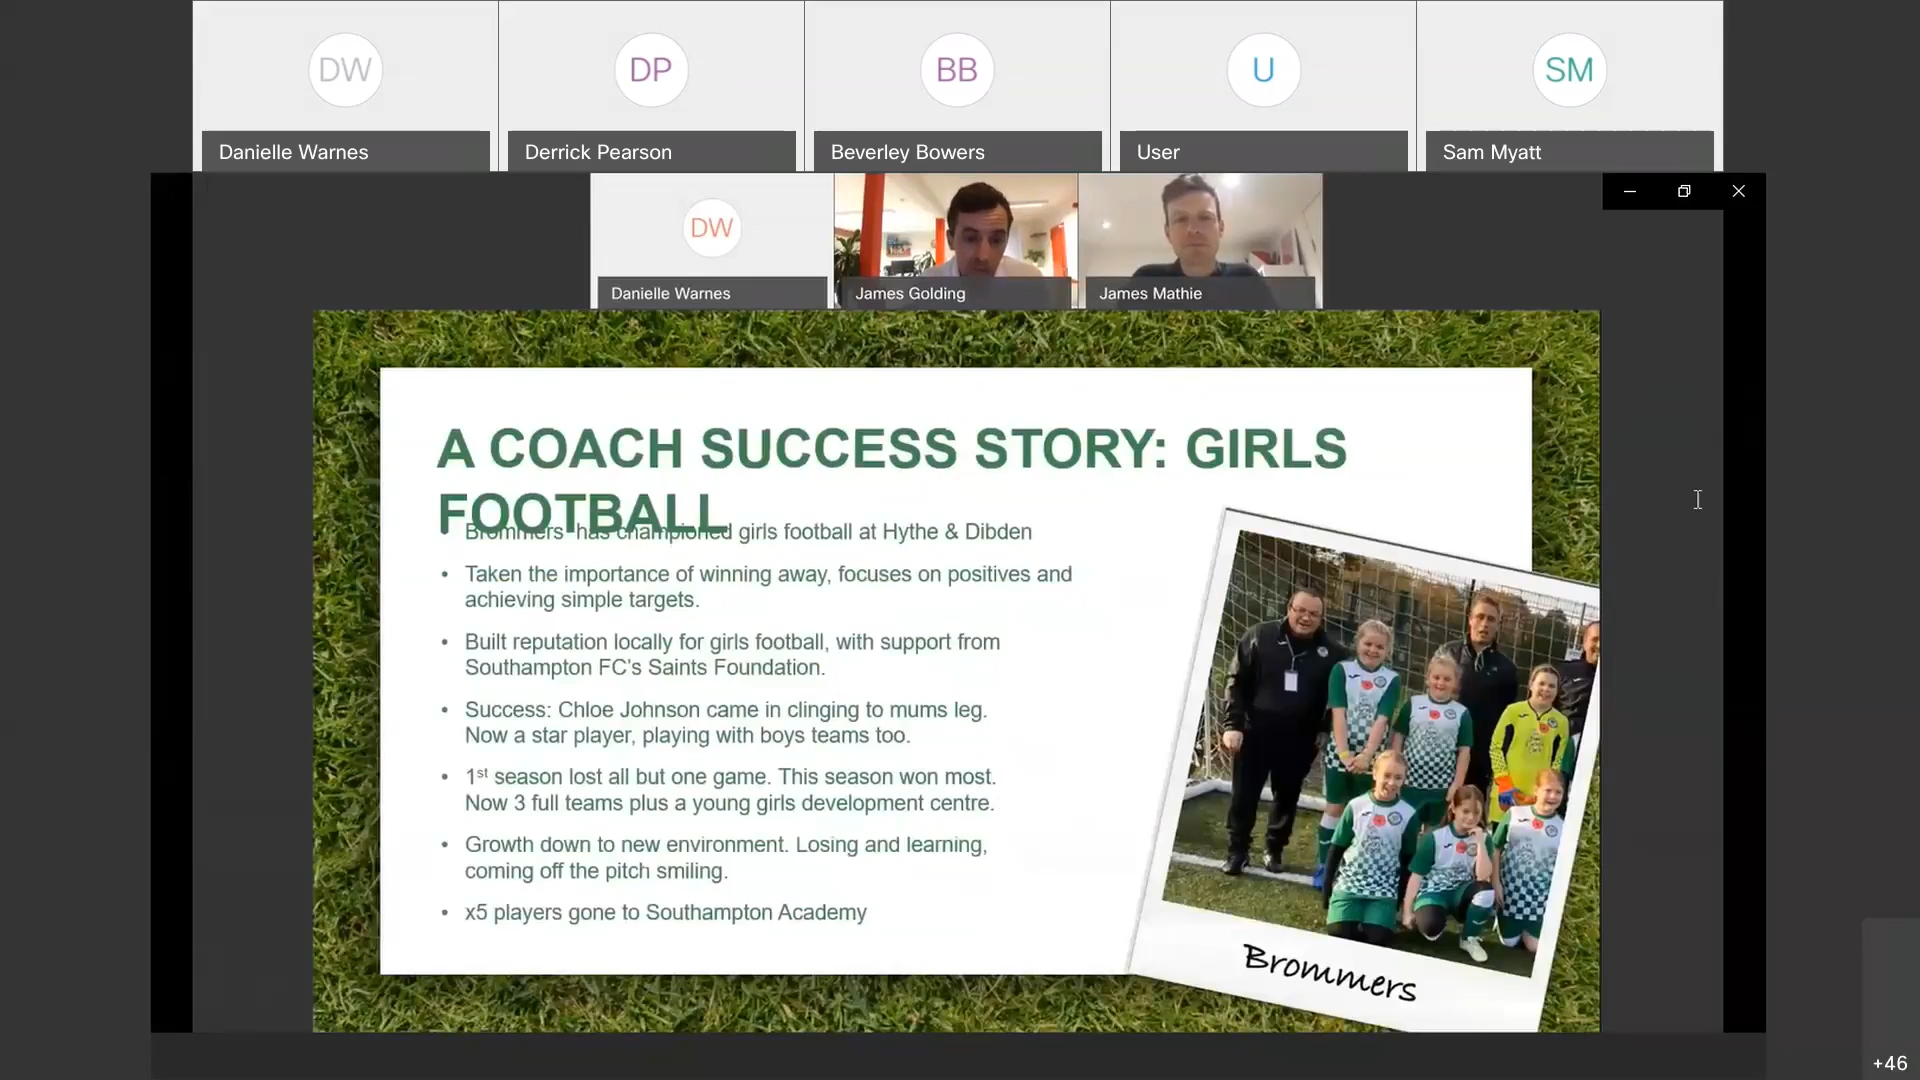 DW
DP
BB
U
SM
Danielle Warnes
Derrick Pearson
Beverley Bowers
User
Sam Myatt
DW
Danielle Warnes
James Golding
James Mathie
A COACH SUCCESS STORY: GIRLS
FOOTBALL
• Brommers has championed girls football at Hythe & Dibden
• Taken the importance of winning away, focuses on positives and
achieving simple targets.
• Built reputation locally for girls football, with support from
Southampton FC's Saints Foundation.
• Success: Chloe Johnson came in clinging to mums leg.
Now a star player, playing with boys teams too.
• 1st season lost all but one game. This season won most.
Now 3 full teams plus a young girls development centre.
• Growth down to new environment. Losing and learning,
coming off the pitch smiling.
• x5 players gone to Southampton Academy
Brommers
+46